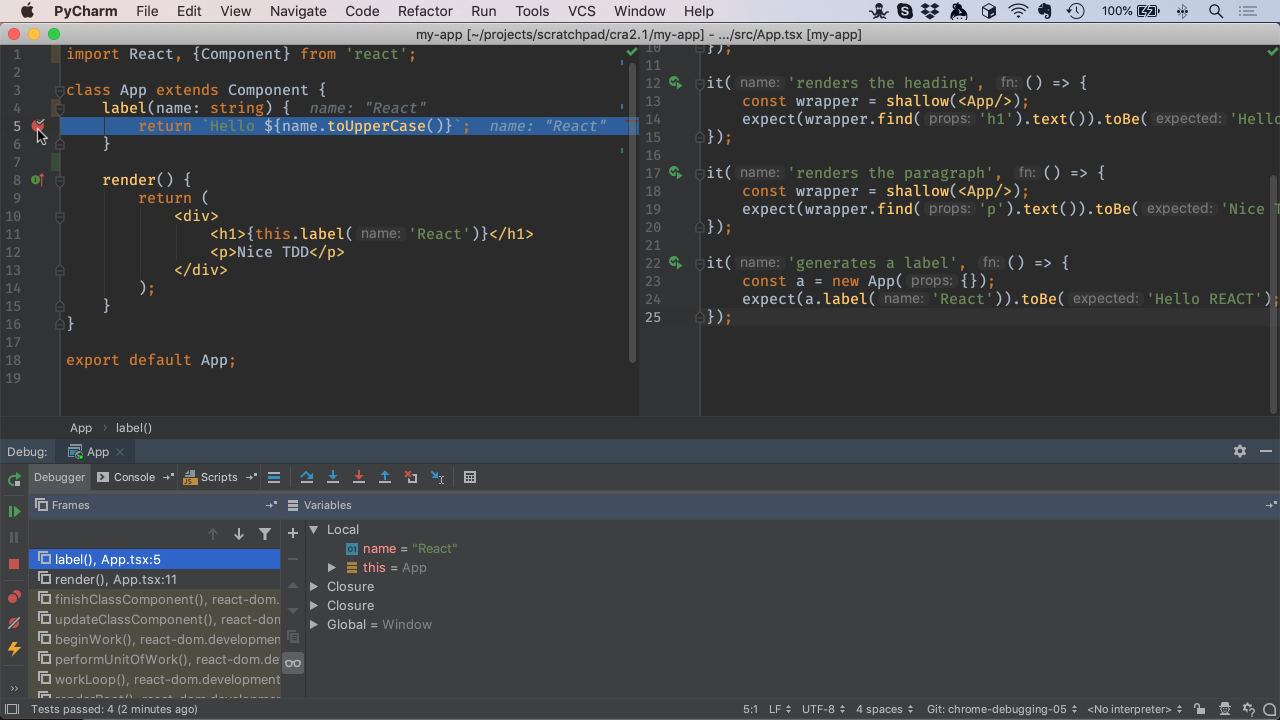 PyCharm File Edit View Navigate Code Refactor Run Tools VCS Window Help 100%
my-app [~/projects/scratchpad/cra2.1/my-app] - .../src/App.tsx [my-app]
1 import React, {Component} from 'react';
2
3 class App extends Component {
4 label(name: string) { name: "React"
5 return `Hello ${name.toUpperCase()}`; name: "React"
6 }
7
8 render() {
9 return (
10 <div>
11 <h1>{this.label( name: 'React')}</h1>
12 <p>Nice TDD</p>
13 </div>
14 );
15 }
16 }
17
18 export default App;
19
10 });
11
12 it( name: 'renders the heading', fn: () => {
13 const wrapper = shallow(<App/>);
14 expect(wrapper.find( props: 'h1').text()).toBe( expected: 'Hello
15 });
16
17 it( name: 'renders the paragraph', fn: () => {
18 const wrapper = shallow(<App/>);
19 expect(wrapper.find( props: 'p').text()).toBe( expected: 'Nice T
20 });
21
22 it( name: 'generates a label', fn: () => {
23 const a = new App( props: {});
24 expect(a.label( name: 'React')).toBe( expected: 'Hello REACT');
25 });
App › label()
Debug: App
Debugger Console Scripts
Frames Variables
label(), App.tsx:5
render(), App.tsx:11
finishClassComponent(), react-dom.
updateClassComponent(), react-dom
beginWork(), react-dom.development
performUnitOfWork(), react-dom.de
workLoop(), react-dom.development
Local
name = "React"
this = App
Closure
Closure
Global = Window
Tests passed: 4 (2 minutes ago) 5:1 LF UTF-8 4 spaces Git: chrome-debugging-05 <No interpreter>